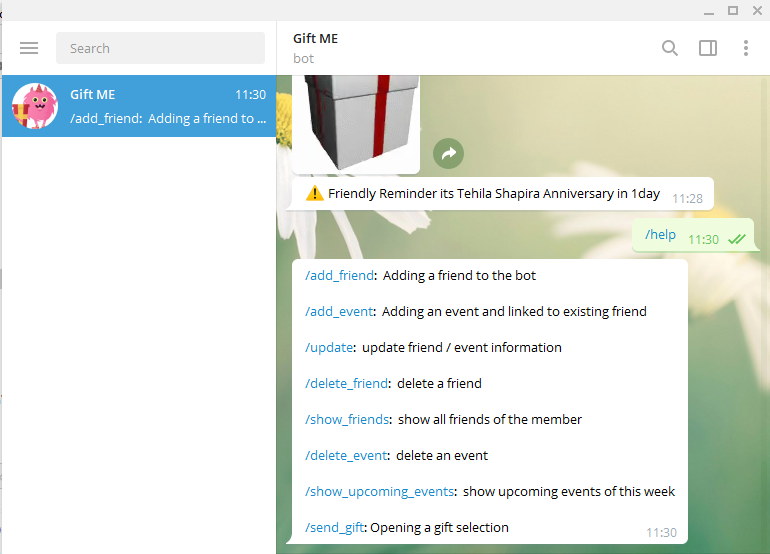 Search
Gift ME
bot
Gift ME 11:30
/add_friend: Adding a friend to ...
⚠ Friendly Reminder its Tehila Shapira Anniversary in 1day 11:28
/help 11:30
/add_friend: Adding a friend to the bot
/add_event: Adding an event and linked to existing friend
/update: update friend / event information
/delete_friend: delete a friend
/show_friends: show all friends of the member
/delete_event: delete an event
/show_upcoming_events: show upcoming events of this week
/send_gift: Opening a gift selection
11:30